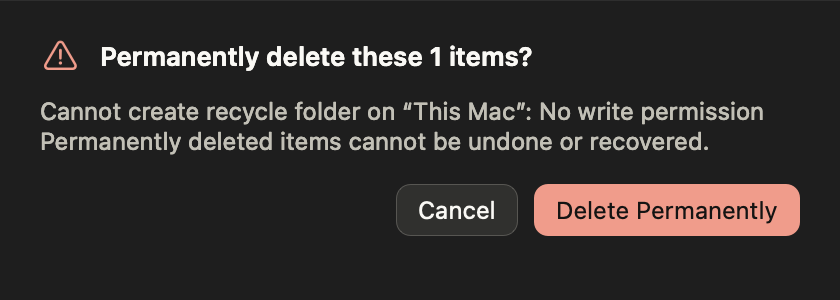 Permanently delete these 1 items?
Cannot create recycle folder on “This Mac”: No write permission
Permanently deleted items cannot be undone or recovered.
Cancel
Delete Permanently